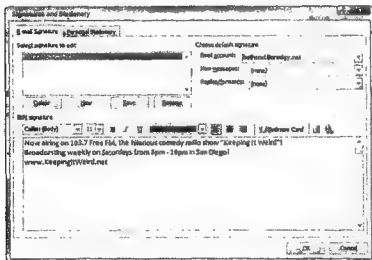 Signatures and Stationery
E-mail Signature Personal Stationery
Select signature to edit
Choose default signature
E-mail account:
New messages: (none)
Replies/forwards: (none)
Delete New Save Rename
Edit signature
Calibri (Body) 11 B I U Business Card
Now airing on 103.7 Free FM, the hilarious comedy radio show "Keeping It Weird"!
Broadcasting weekly on Saturdays from 8pm - 10pm in San Diego!
www.KeepingItWeird.net
OK Cancel